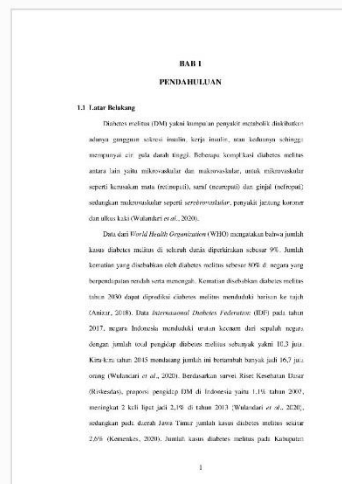 BAB 1
PENDAHULUAN
1.1 Latar Belakang
Diabetes melitus (DM) yakni kumpulan penyakit metabolik diakibatkan
adanya gangguan sekresi insulin, kerja insulin, atau keduanya sehingga
mempunyai ciri gula darah tinggi. Beberapa komplikasi diabetes melitus
antara lain yaitu mikrovaskular dan makrovaskular, untuk mikrovaskular
seperti kerusakan mata (retinopati), saraf (neuropati) dan ginjal (nefropati)
sedangkan makrovaskular seperti serebrovaskular, penyakit jantung koroner
dan ulkus kaki (Wulandari et al., 2020).
Data dari World Health Organization (WHO) mengatakan bahwa jumlah
kasus diabetes melitus di seluruh dunia diperkirakan sebesar 9%. Jumlah
kematian yang disebabkan oleh diabetes melitus sebesar 80% di negara yang
berpendapatan rendah serta menengah. Kematian disebabkan diabetes melitus
tahun 2030 dapat diprediksi diabetes melitus menduduki barisan ke tujuh
(Anizar, 2018). Data International Diabetes Federation (IDF) pada tahun
2017, negara Indonesia menduduki urutan keenam dari sepuluh negara
dengan jumlah total pengidap diabetes melitus sebanyak yakni 10,3 juta.
Kira-kira tahun 2045 mendatang jumlah ini bertambah banyak jadi 16,7 juta
orang (Wulandari et al., 2020). Berdasarkan survei Riset Kesehatan Dasar
(Riskesdas), proporsi pengidap DM di Indonesia yaitu 1,1% tahun 2007,
meningkat 2 kali lipat jadi 2,1% di tahun 2013 (Wulandari et al., 2020),
sedangkan pada daerah Jawa Timur jumlah kasus diabetes melitus sekitar
2,6% (Kemenkes, 2020). Jumlah kasus diabetes melitus pada Kabupaten
1